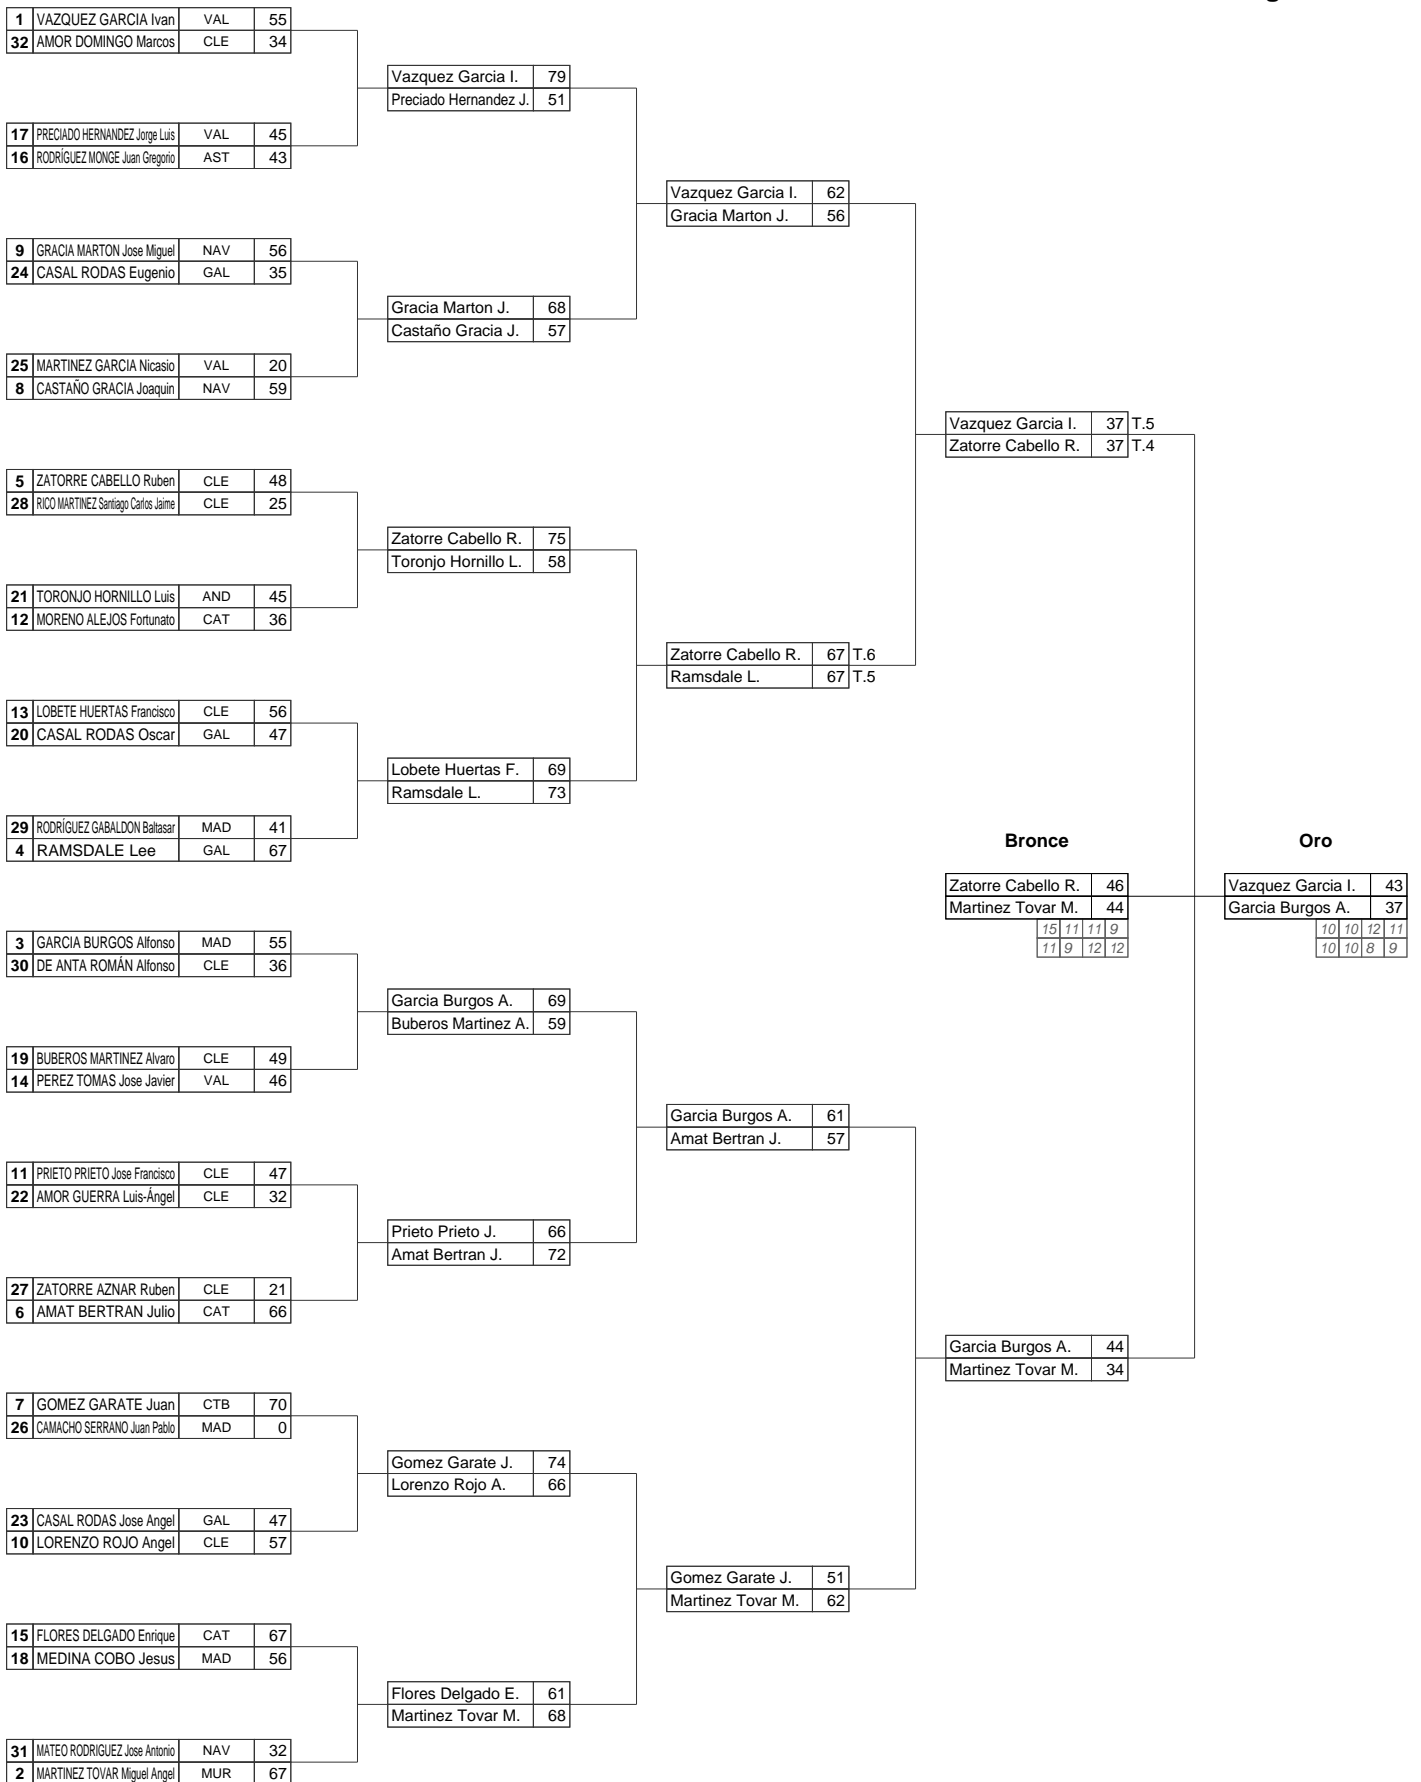 1 VAZQUEZ GARCIA Ivan VAL 55
32 AMOR DOMINGO Marcos CLE 34
Vazquez Garcia I. 79
Preciado Hernandez J. 51
17 PRECIADO HERNANDEZ Jorge Luis VAL 45
16 RODRÍGUEZ MONGE Juan Gregorio AST 43
Vazquez Garcia I. 62
Gracia Marton J. 56
9 GRACIA MARTON Jose Miguel NAV 56
24 CASAL RODAS Eugenio GAL 35
Gracia Marton J. 68
Castaño Gracia J. 57
25 MARTINEZ GARCIA Nicasio VAL 20
8 CASTAÑO GRACIA Joaquin NAV 59
Vazquez Garcia I. 37 T.5
Zatorre Cabello R. 37 T.4
5 ZATORRE CABELLO Ruben CLE 48
28 RICO MARTINEZ Santiago Carlos Jaime CLE 25
Zatorre Cabello R. 75
Toronjo Hornillo L. 58
21 TORONJO HORNILLO Luis AND 45
12 MORENO ALEJOS Fortunato CAT 36
Zatorre Cabello R. 67 T.6
Ramsdale L. 67 T.5
13 LOBETE HUERTAS Francisco CLE 56
20 CASAL RODAS Oscar GAL 47
Lobete Huertas F. 69
Ramsdale L. 73
29 RODRÍGUEZ GABALDON Baltasar MAD 41
4 RAMSDALE Lee GAL 67
Bronce Oro
Zatorre Cabello R. 46 Vazquez Garcia I. 43
Martinez Tovar M. 44 Garcia Burgos A. 37
15 11 11 9 10 10 12 11
11 9 12 12 10 10 8 9
3 GARCIA BURGOS Alfonso MAD 55
30 DE ANTA ROMÁN Alfonso CLE 36
Garcia Burgos A. 69
Buberos Martinez A. 59
19 BUBEROS MARTINEZ Alvaro CLE 49
14 PEREZ TOMAS Jose Javier VAL 46
Garcia Burgos A. 61
Amat Bertran J. 57
11 PRIETO PRIETO Jose Francisco CLE 47
22 AMOR GUERRA Luis-Ángel CLE 32
Prieto Prieto J. 66
Amat Bertran J. 72
27 ZATORRE AZNAR Ruben CLE 21
6 AMAT BERTRAN Julio CAT 66
Garcia Burgos A. 44
Martinez Tovar M. 34
7 GOMEZ GARATE Juan CTB 70
26 CAMACHO SERRANO Juan Pablo MAD 0
Gomez Garate J. 74
Lorenzo Rojo A. 66
23 CASAL RODAS Jose Angel GAL 47
10 LORENZO ROJO Angel CLE 57
Gomez Garate J. 51
Martinez Tovar M. 62
15 FLORES DELGADO Enrique CAT 67
18 MEDINA COBO Jesus MAD 56
Flores Delgado E. 61
Martinez Tovar M. 68
31 MATEO RODRIGUEZ Jose Antonio NAV 32
2 MARTINEZ TOVAR Miguel Angel MUR 67